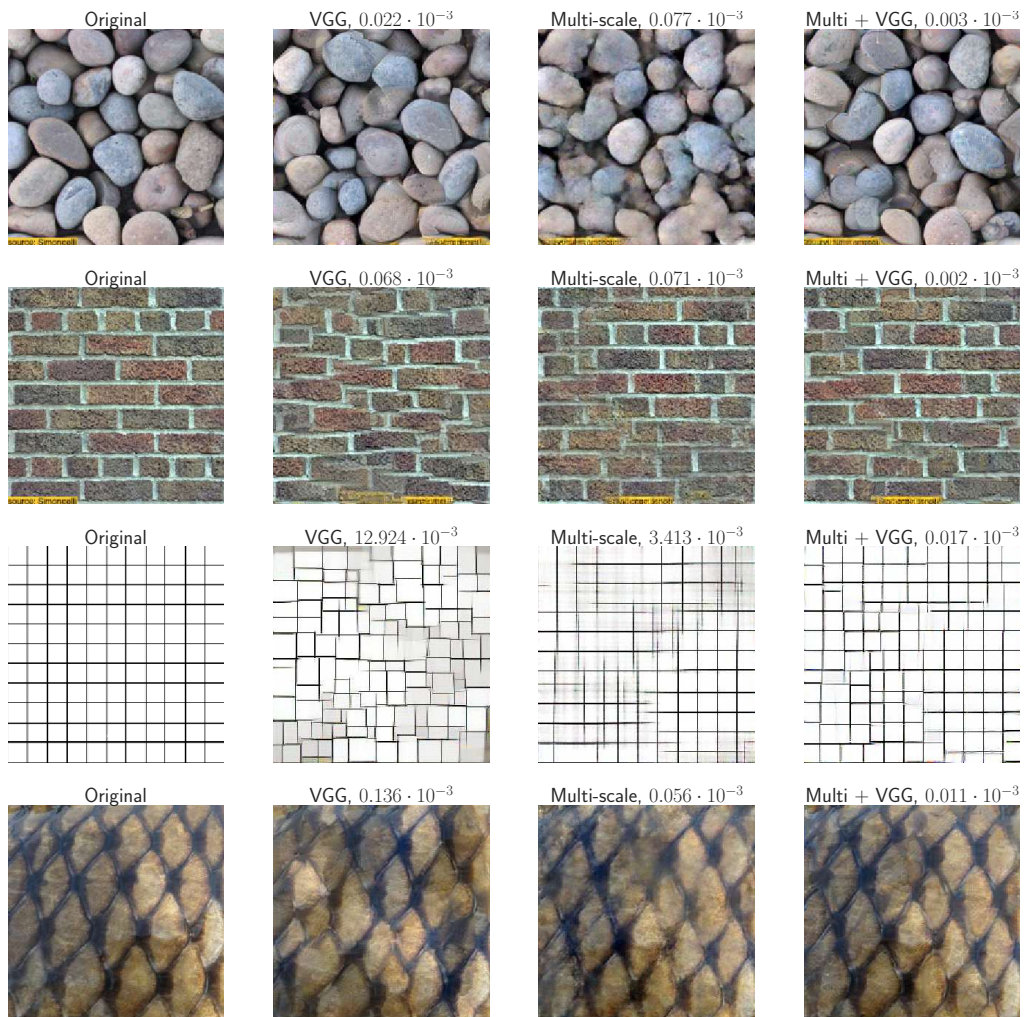 Original
VGG, 0.022 · 10⁻³
Multi-scale, 0.077 · 10⁻³
Multi + VGG, 0.003 · 10⁻³
source: Simoncelli
Original
VGG, 0.068 · 10⁻³
Multi-scale, 0.071 · 10⁻³
Multi + VGG, 0.002 · 10⁻³
source: Simoncelli
Original
VGG, 12.924 · 10⁻³
Multi-scale, 3.413 · 10⁻³
Multi + VGG, 0.017 · 10⁻³
Original
VGG, 0.136 · 10⁻³
Multi-scale, 0.056 · 10⁻³
Multi + VGG, 0.011 · 10⁻³